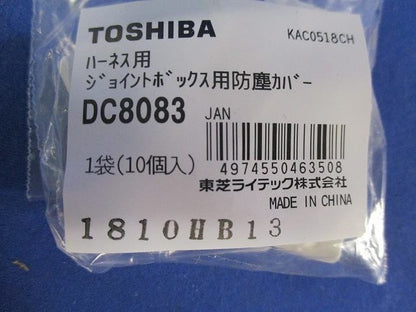 TOSHIBA KAC0518CH
ハーネス用
ジョイントボックス用防塵カバー
DC8083 JAN
1袋(10個入)
4974550463508
東芝ライテック株式会社
MADE IN CHINA
1810HB13